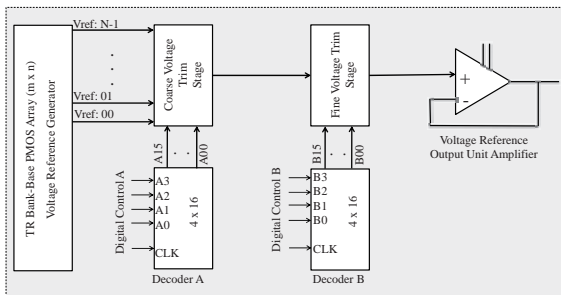 TR Bank-Base PMOS Array (m x n)
Voltage Reference Generator
Vref: N-1
Vref: 01
Vref: 00
Coarse Voltage
Trim
Stage
A15
A00
Digital Control A
A3
A2
A1
A0
CLK
4 x 16
Decoder A
Fine Voltage Trim
Stage
B15
B00
Digital Control B
B3
B2
B1
B0
CLK
4 x 16
Decoder B
+
-
Voltage Reference
Output Unit Amplifier